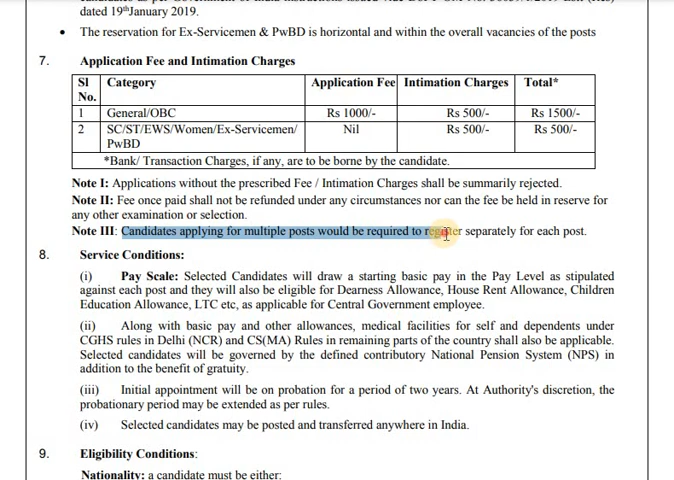 dated 19th January 2019.
• The reservation for Ex-Servicemen & PwBD is horizontal and within the overall vacancies of the posts
7. Application Fee and Intimation Charges
Sl No. Category Application Fee Intimation Charges Total*
1 General/OBC Rs 1000/- Rs 500/- Rs 1500/-
2 SC/ST/EWS/Women/Ex-Servicemen/ Nil Rs 500/- Rs 500/-
PwBD
*Bank/ Transaction Charges, if any, are to be borne by the candidate.
Note I: Applications without the prescribed Fee / Intimation Charges shall be summarily rejected.
Note II: Fee once paid shall not be refunded under any circumstances nor can the fee be held in reserve for
any other examination or selection.
Note III: Candidates applying for multiple posts would be required to register separately for each post.
8. Service Conditions:
(i) Pay Scale: Selected Candidates will draw a starting basic pay in the Pay Level as stipulated
against each post and they will also be eligible for Dearness Allowance, House Rent Allowance, Children
Education Allowance, LTC etc, as applicable for Central Government employee.
(ii) Along with basic pay and other allowances, medical facilities for self and dependents under
CGHS rules in Delhi (NCR) and CS(MA) Rules in remaining parts of the country shall also be applicable.
Selected candidates will be governed by the defined contributory National Pension System (NPS) in
addition to the benefit of gratuity.
(iii) Initial appointment will be on probation for a period of two years. At Authority's discretion, the
probationary period may be extended as per rules.
(iv) Selected candidates may be posted and transferred anywhere in India.
9. Eligibility Conditions:
Nationality: a candidate must be either: